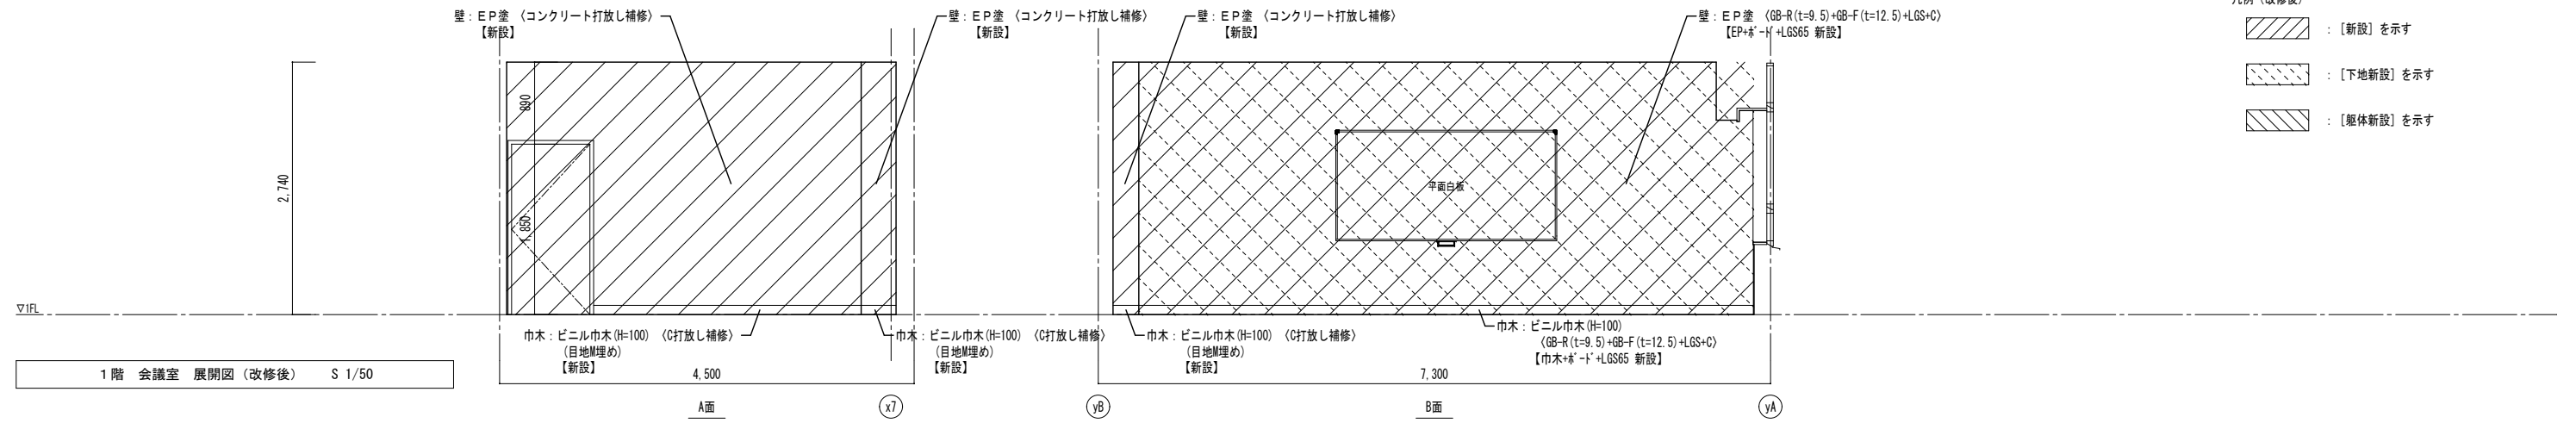 壁：ＥＰ塗 〈コンクリート打放し補修〉
【新設】
壁：ＥＰ塗 〈コンクリート打放し補修〉
【新設】
壁：ＥＰ塗 〈コンクリート打放し補修〉
【新設】
壁：ＥＰ塗 〈GB-R(t=9.5)+GB-F(t=12.5)+LGS+C〉
【EP+ﾎﾞｰﾄﾞ+LGS65 新設】
凡例（改修後）
：［新設］を示す
：［下地新設］を示す
：［躯体新設］を示す
890
2,740
1,850
平面白板
▽1FL
巾木：ビニル巾木(H=100) 〈C打放し補修〉
(目地M埋め)
【新設】
巾木：ビニル巾木(H=100) 〈C打放し補修〉
(目地M埋め)
【新設】
巾木：ビニル巾木(H=100) 〈C打放し補修〉
(目地M埋め)
【新設】
巾木：ビニル巾木(H=100)
〈GB-R(t=9.5)+GB-F(t=12.5)+LGS+C〉
【巾木+ﾎﾞｰﾄﾞ+LGS65 新設】
１階　会議室　展開図（改修後）　　S 1/50
4,500
7,300
A面
x7
yB
B面
yA